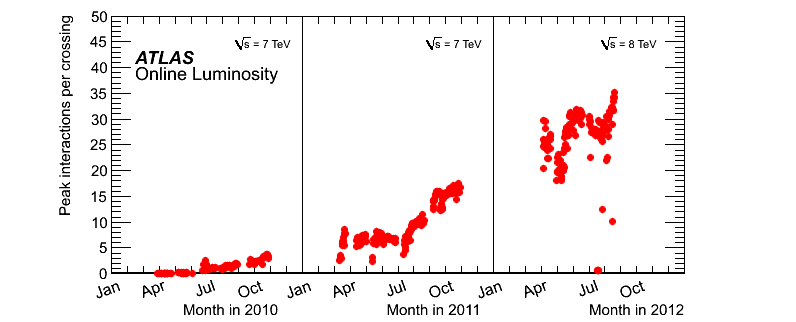 Peak interactions per crossing
50
45
40
35
30
25
20
15
10
5
0
ATLAS
Online Luminosity
√s = 7 TeV
√s = 7 TeV
√s = 8 TeV
Jan Apr Jul Oct Jan Apr Jul Oct Jan Apr Jul Oct
Month in 2010 Month in 2011 Month in 2012